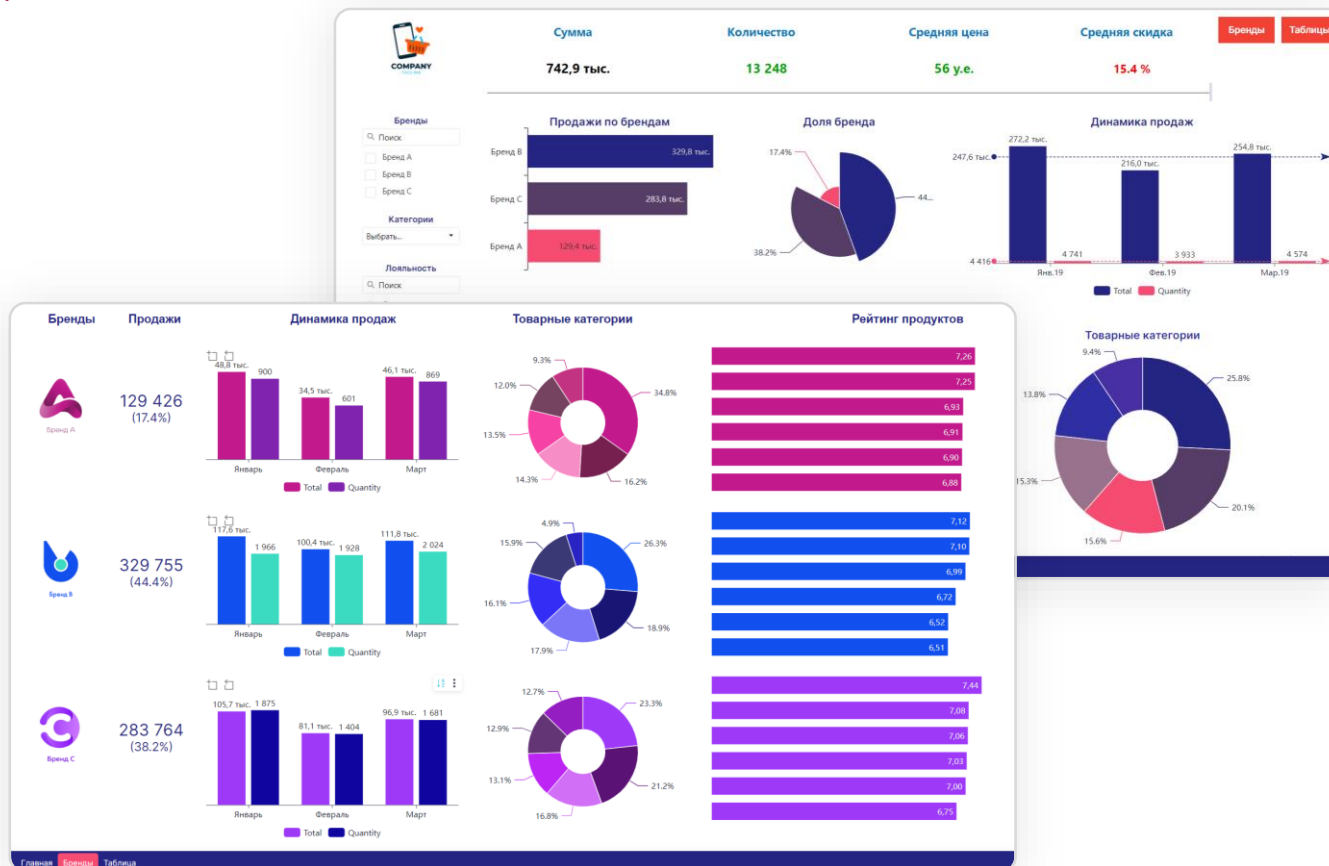 COMPANY
Сумма
Количество
Средняя цена
Средняя скидка
Бренды
Таблицы
742,9 тыс.
13 248
56 у.е.
15.4 %
Бренды
Поиск
Бренд A
Бренд B
Бренд C
Категории
Выбрать...
Лояльность
Поиск
Продажи по брендам
Бренд B
329,8 тыс.
Бренд C
283,8 тыс.
Бренд A
129,4 тыс.
Доля бренда
17.4%
44...
38.2%
Динамика продаж
272,2 тыс.
254,8 тыс.
247,6 тыс.
216,0 тыс.
4 416
4 741
3 933
4 574
Янв.19
Фев.19
Мар.19
Total
Quantity
Товарные категории
9.4%
25.8%
13.8%
15.3%
20.1%
15.6%
Бренды
Продажи
Динамика продаж
Товарные категории
Рейтинг продуктов
Бренд A
129 426
(17.4%)
48,8 тыс.
900
34,5 тыс.
601
46,1 тыс.
869
Январь
Февраль
Март
Total
Quantity
9.3%
34.8%
12.0%
13.5%
14.3%
16.2%
7,26
7,25
6,93
6,91
6,90
6,88
Бренд B
329 755
(44.4%)
117,6 тыс.
1 966
100,4 тыс.
1 928
111,8 тыс.
2 024
Январь
Февраль
Март
Total
Quantity
4.9%
26.3%
15.9%
16.1%
17.9%
18.9%
7,12
7,10
6,99
6,72
6,52
6,51
Бренд C
283 764
(38.2%)
105,7 тыс.
1 875
81,1 тыс.
1 404
96,9 тыс.
1 681
Январь
Февраль
Март
Total
Quantity
12.7%
23.3%
12.9%
13.1%
16.8%
21.2%
7,44
7,08
7,06
7,03
7,00
6,75
Главная
Бренды
Таблица